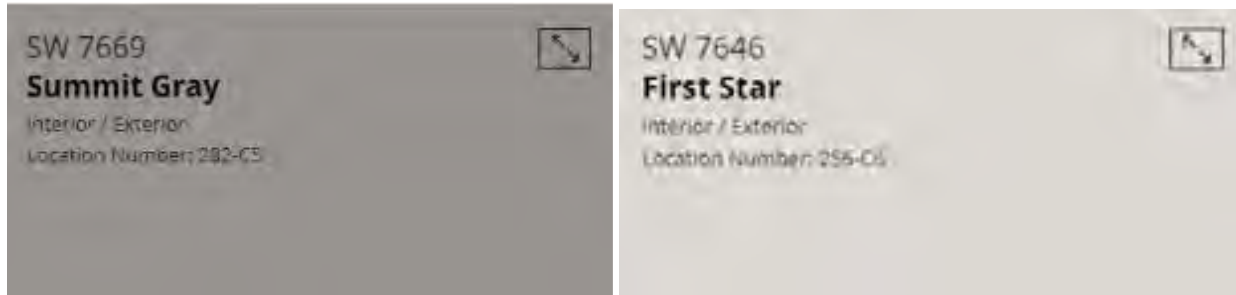 SW 7669
Summit Gray
Interior / Exterior
Location Number: 282-C5
SW 7646
First Star
Interior / Exterior
Location Number: 256-C6